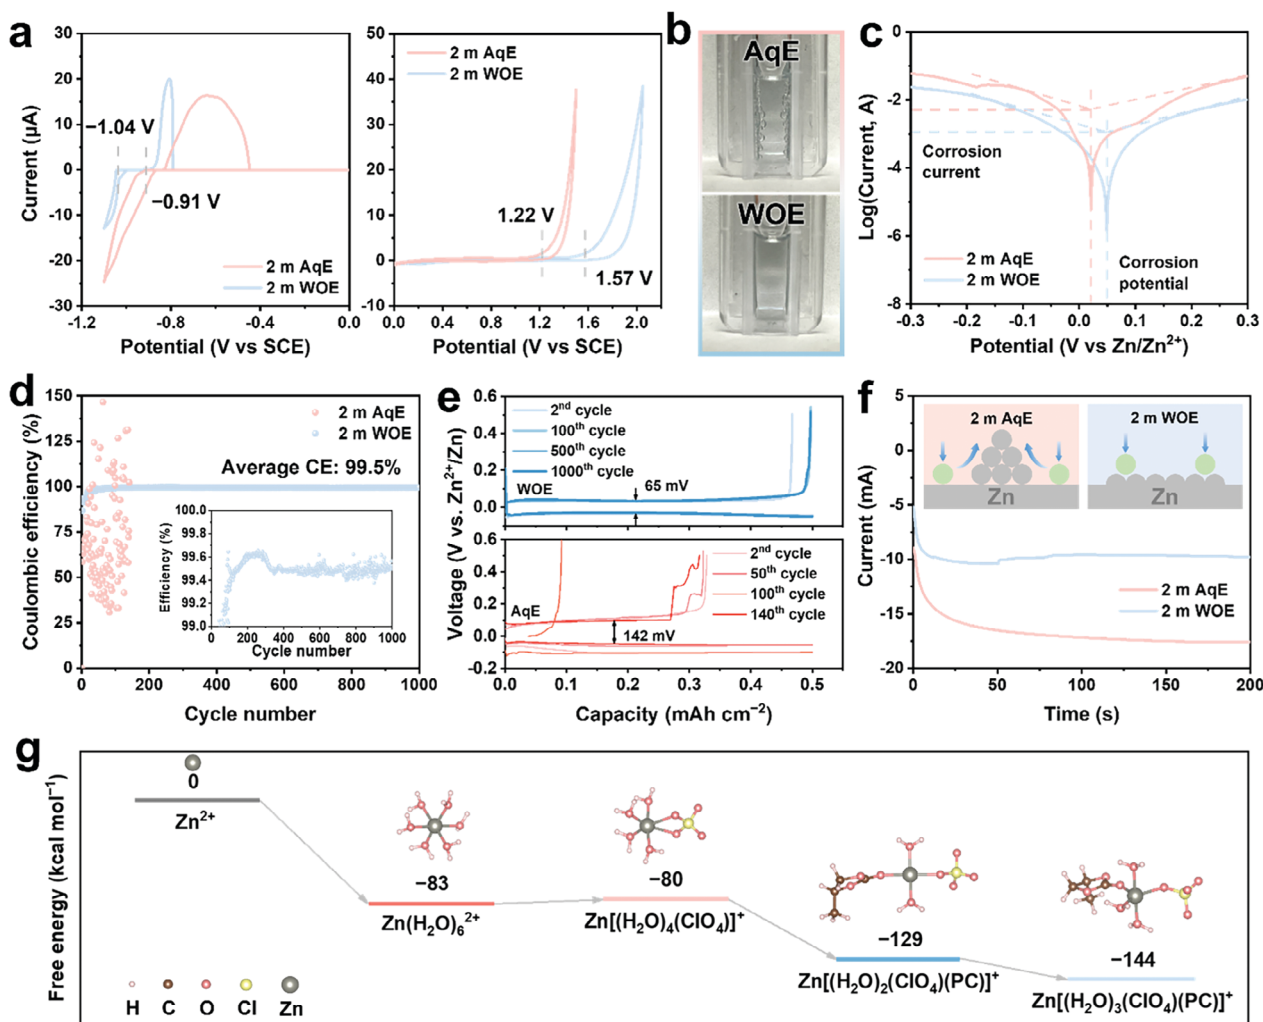 a
Current (μA)
30
20
10
0
-10
-20
-30
−1.04 V
−0.91 V
2 m AqE
2 m WOE
-1.2
-0.8
-0.4
0.0
Potential (V vs SCE)
50
40
30
20
10
0
-10
2 m AqE
2 m WOE
1.22 V
1.57 V
0.0
0.4
0.8
1.2
1.6
2.0
Potential (V vs SCE)
b
AqE
WOE
c
Log(Current, A)
0
-2
-4
-6
-8
Corrosion
current
2 m AqE
2 m WOE
Corrosion
potential
-0.3
-0.2
-0.1
0.0
0.1
0.2
0.3
Potential (V vs Zn/Zn²⁺)
d
Coulombic efficiency (%)
150
125
100
75
50
25
0
2 m AqE
2 m WOE
Average CE: 99.5%
Efficiency (%)
100.0
99.8
99.6
99.4
99.2
99.0
0
200
400
600
800
1000
Cycle number
0
200
400
600
800
1000
Cycle number
e
Voltage (V vs. Zn²⁺/Zn)
0.6
0.4
0.2
0.0
2ⁿᵈ cycle
100ᵗʰ cycle
500ᵗʰ cycle
1000ᵗʰ cycle
WOE
65 mV
0.4
0.2
0.0
-0.2
2ⁿᵈ cycle
50ᵗʰ cycle
100ᵗʰ cycle
140ᵗʰ cycle
AqE
142 mV
0.0
0.1
0.2
0.3
0.4
0.5
Capacity (mAh cm⁻²)
f
Current (mA)
5
0
-5
-10
-15
-20
2 m AqE
Zn
2 m WOE
Zn
2 m AqE
2 m WOE
0
50
100
150
200
Time (s)
g
Free energy (kcal mol⁻¹)
0
Zn²⁺
−83
Zn(H₂O)₆²⁺
−80
Zn[(H₂O)₄(ClO₄)]⁺
−129
Zn[(H₂O)₂(ClO₄)(PC)]⁺
−144
Zn[(H₂O)₃(ClO₄)(PC)]⁺
H C O Cl Zn